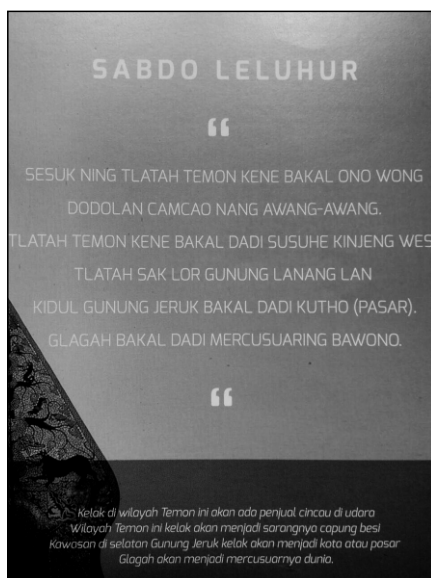 SABDO LELUHUR
“
SESUK NING TLATAH TEMON KENE BAKAL ONO WONG
DODOLAN CAMCAO NANG AWANG-AWANG.
TLATAH TEMON KENE BAKAL DADI SUSUHE KINJENG WES
TLATAH SAK LOR GUNUNG LANANG LAN
KIDUL GUNUNG JERUK BAKAL DADI KUTHO (PASAR).
GLAGAH BAKAL DADI MERCUSUARING BAWONO.
“
Kelak di wilayah Temon ini akan ada penjual cincau di udara
Wilayah Temon ini kelak akan menjadi sarangnya capung besi
Kawasan di selatan Gunung Jeruk kelak akan menjadi kota atau pasar
Glagah akan menjadi mercusuarnya dunia.